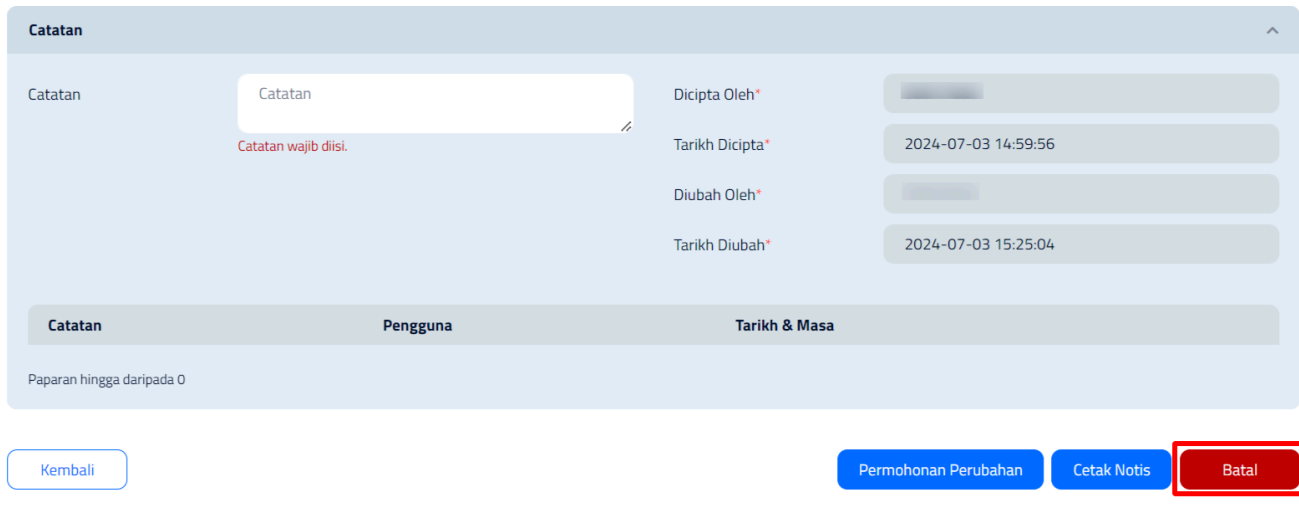 Catatan
Catatan
Catatan
Catatan wajib diisi.
Dicipta Oleh*
Tarikh Dicipta* 2024-07-03 14:59:56
Diubah Oleh*
Tarikh Diubah* 2024-07-03 15:25:04
Catatan Pengguna Tarikh & Masa
Paparan hingga daripada 0
Kembali Permohonan Perubahan Cetak Notis Batal